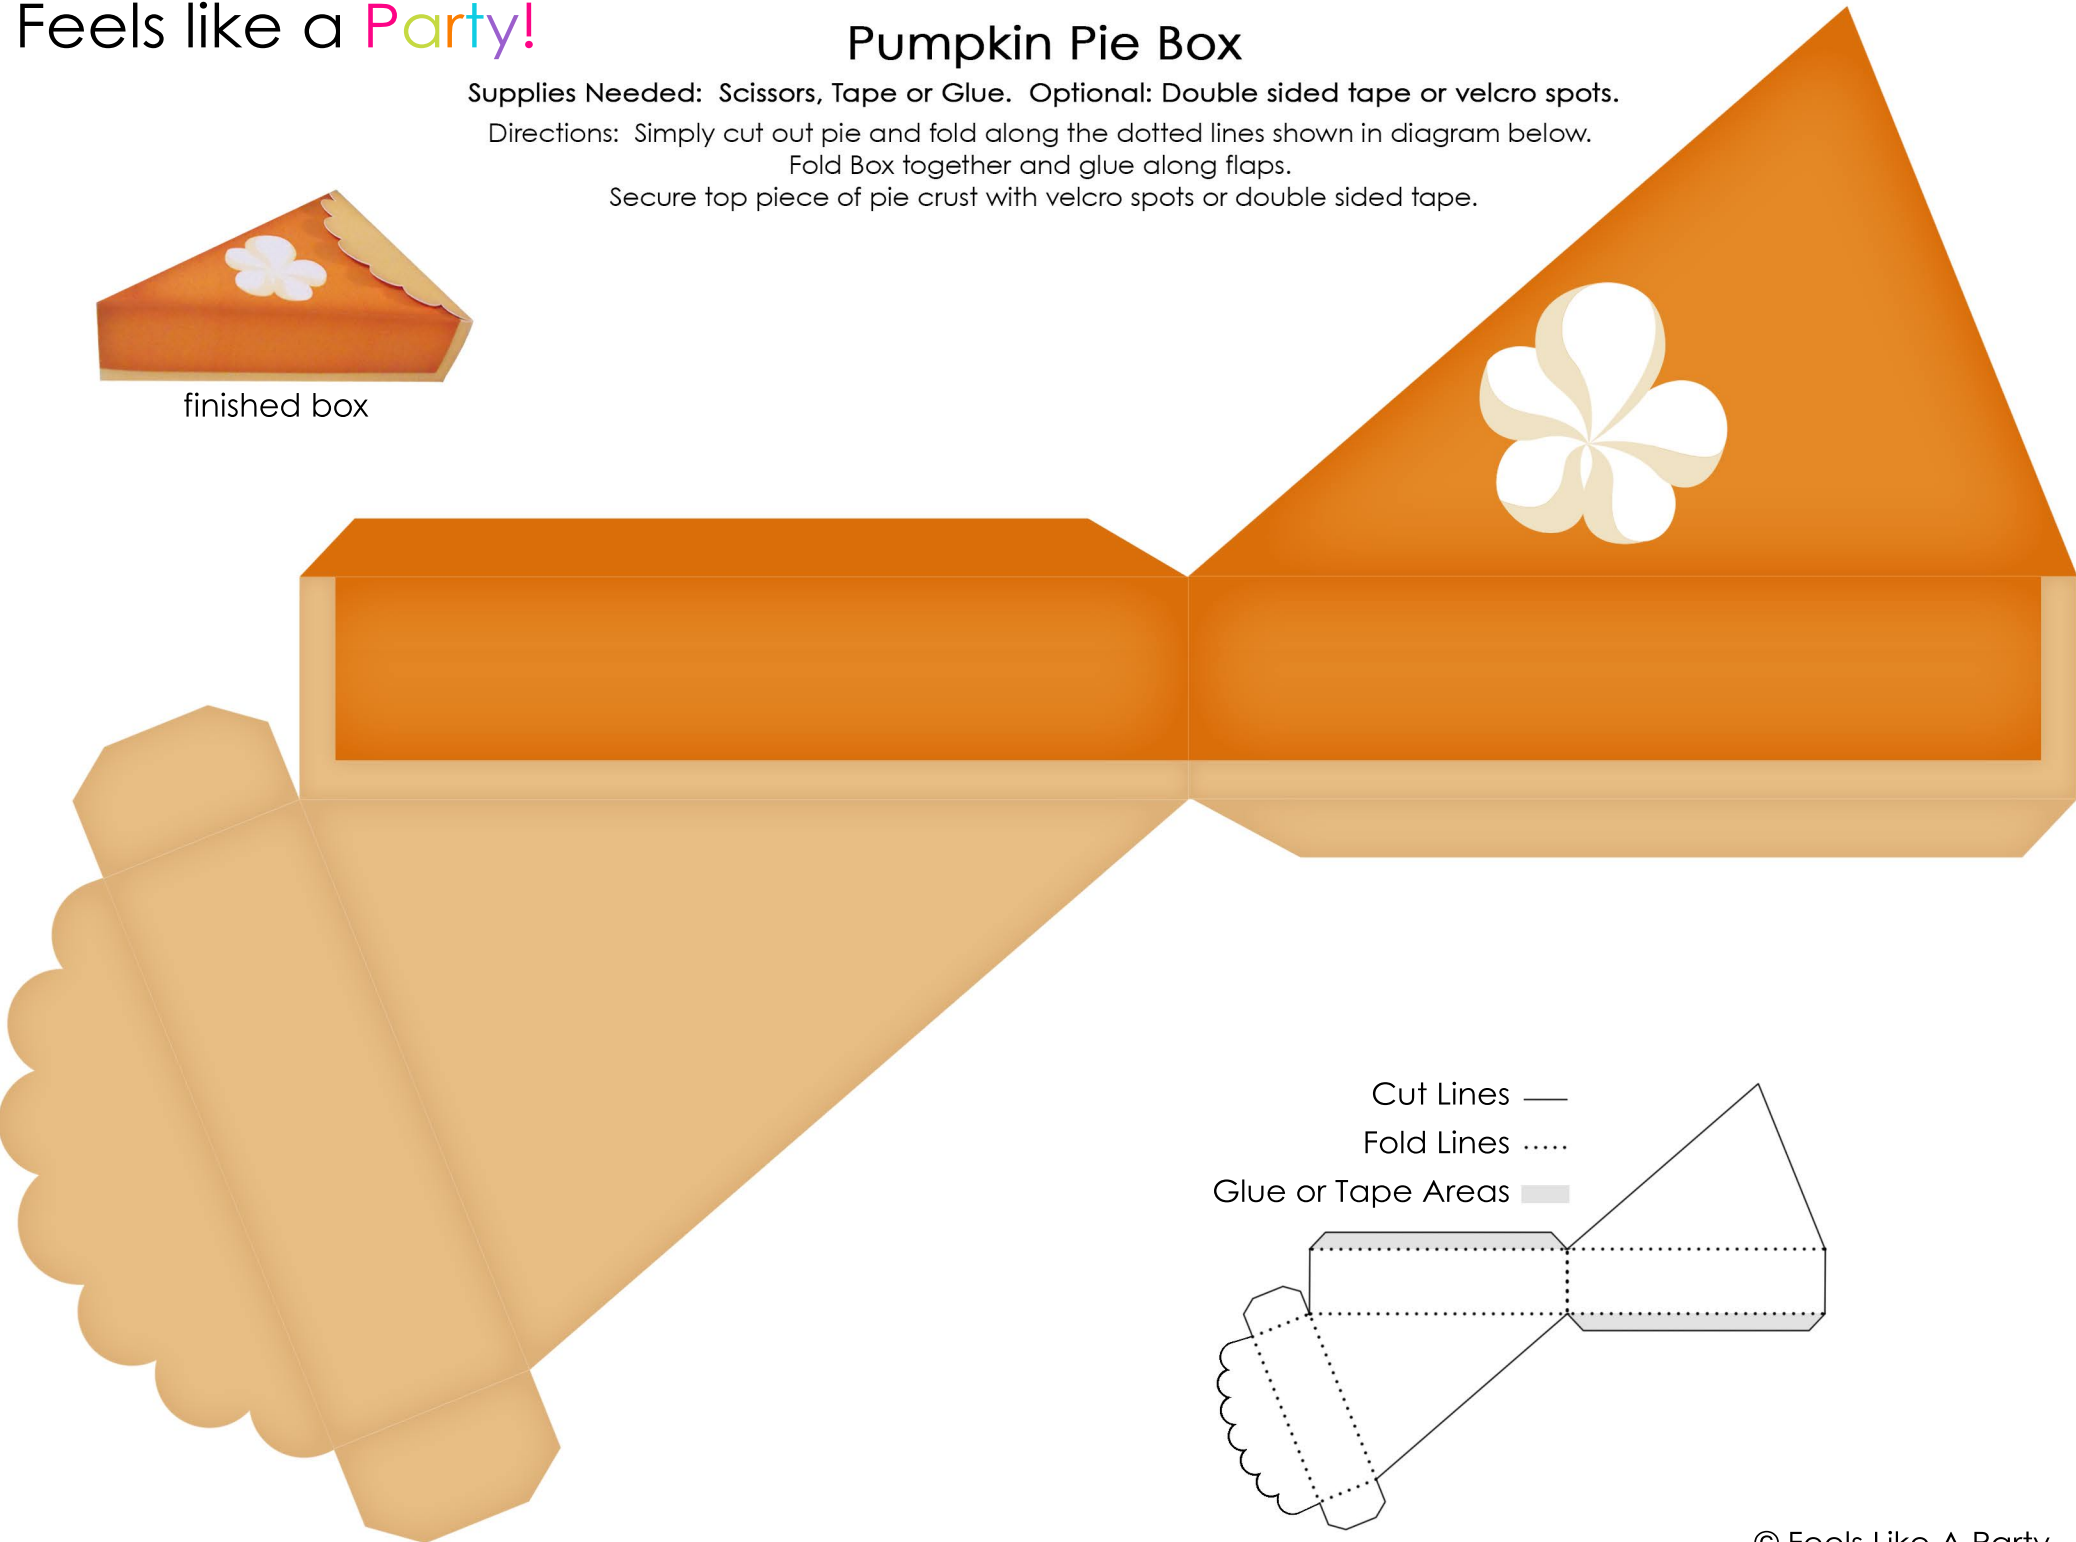 Feels like a Party!
Pumpkin Pie Box
Supplies Needed:  Scissors, Tape or Glue.  Optional: Double sided tape or velcro spots.
Directions:  Simply cut out pie and fold along the dotted lines shown in diagram below.
Fold Box together and glue along flaps.
Secure top piece of pie crust with velcro spots or double sided tape.
finished box
Cut Lines
Fold Lines
Glue or Tape Areas
© Feels Like A Party